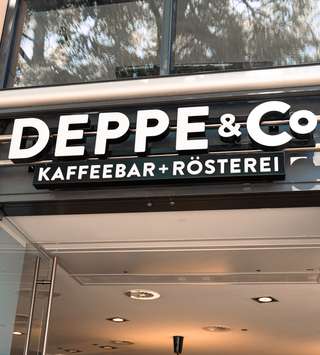 DEPPE & Co
KAFFEEBAR + RÖSTEREI